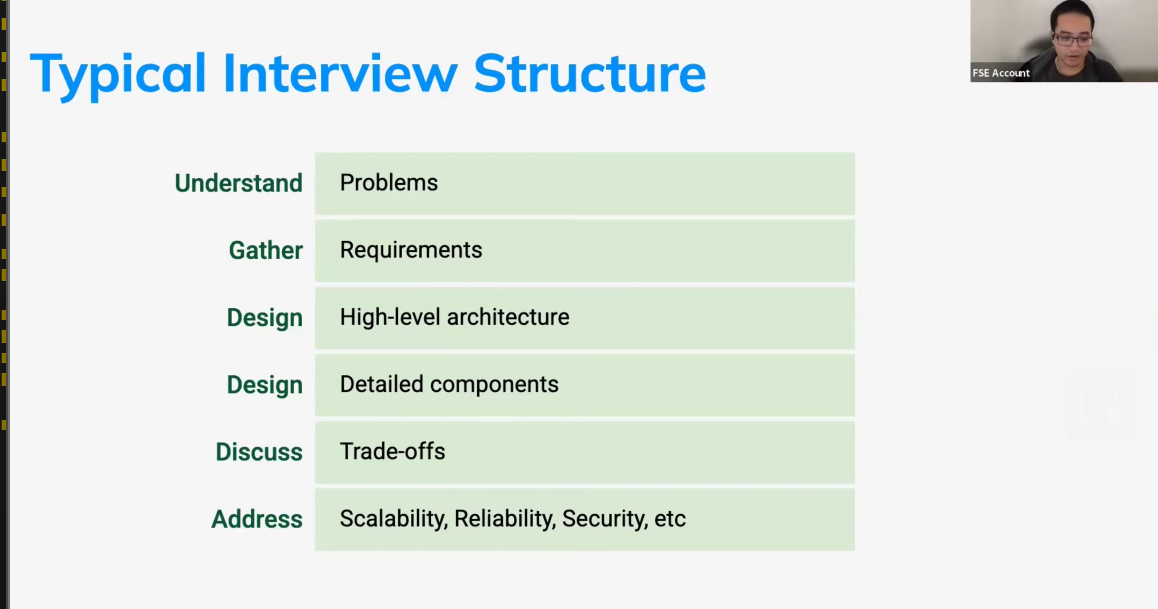 Typical Interview Structure
FSE Account
Understand Problems
Gather Requirements
Design High-level architecture
Design Detailed components
Discuss Trade-offs
Address Scalability, Reliability, Security, etc